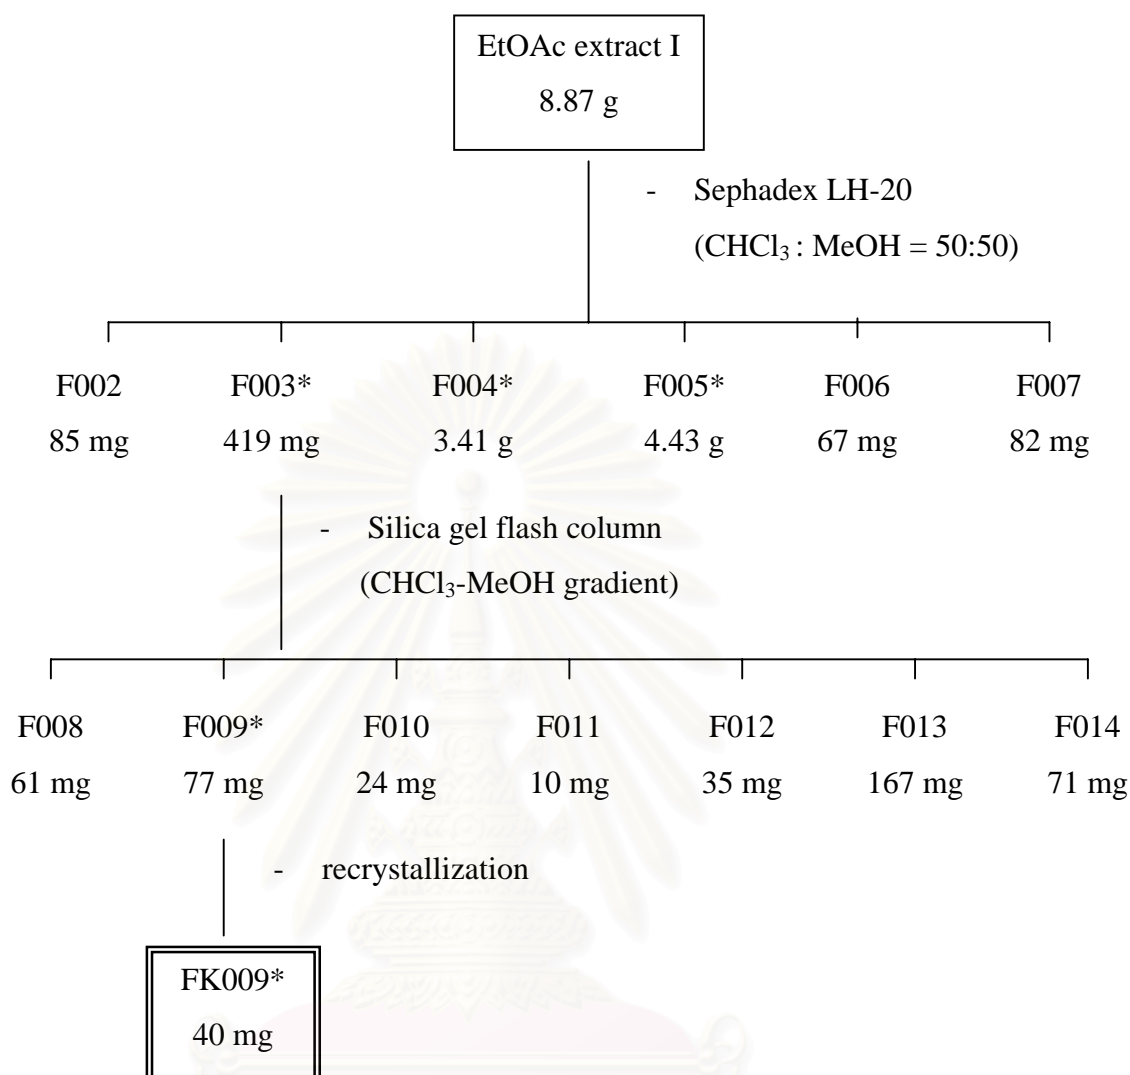 EtOAc extract I
8.87 g
- Sephadex LH-20
(CHCl₃ : MeOH = 50:50)
F002 F003* F004* F005* F006 F007
85 mg 419 mg 3.41 g 4.43 g 67 mg 82 mg
- Silica gel flash column
(CHCl₃-MeOH gradient)
F008 F009* F010 F011 F012 F013 F014
61 mg 77 mg 24 mg 10 mg 35 mg 167 mg 71 mg
- recrystallization
FK009*
40 mg